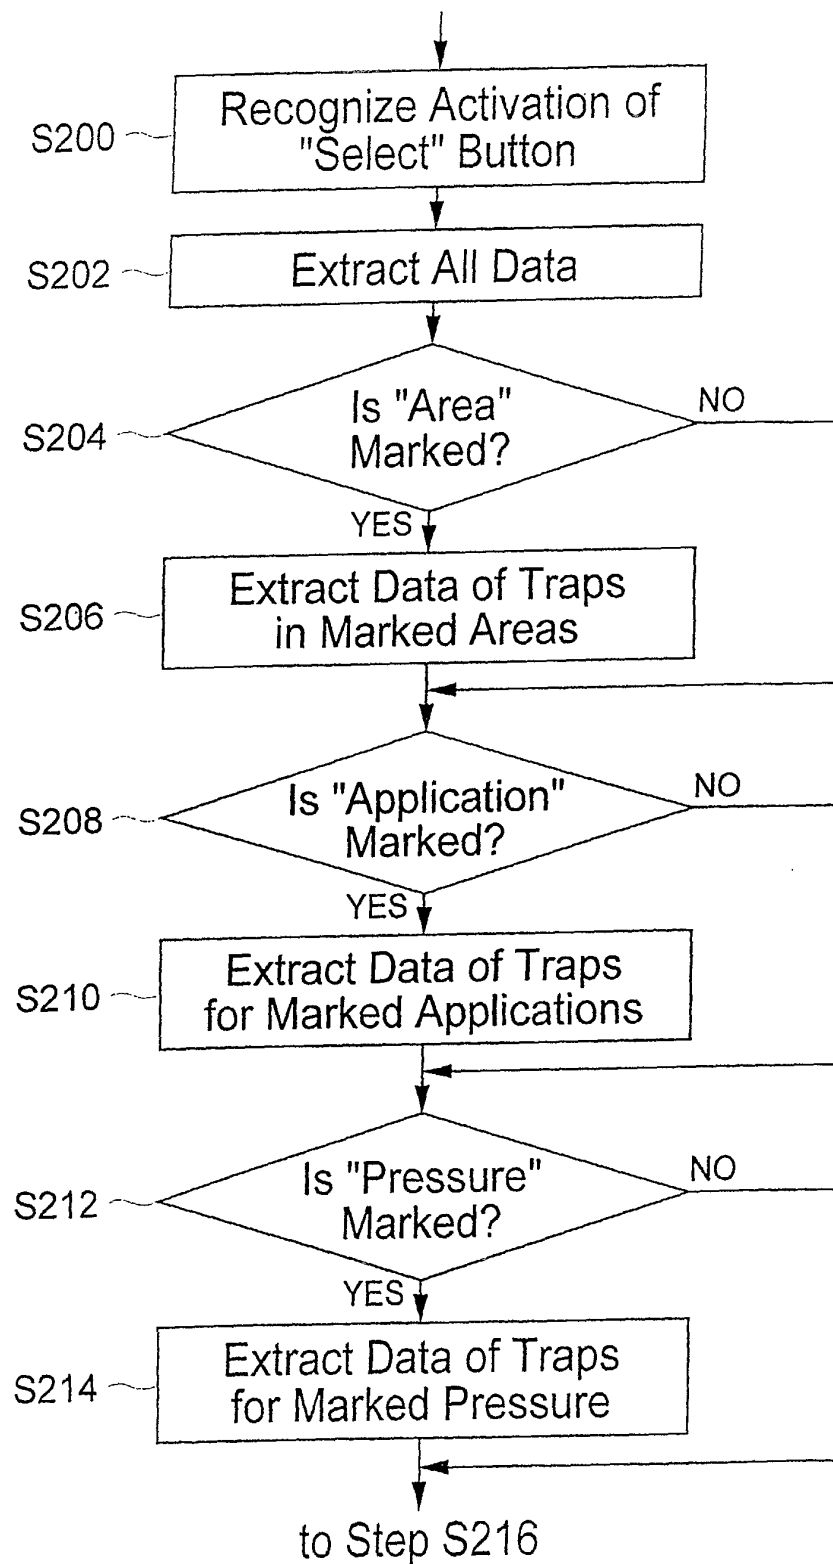 Recognize Activation of
"Select" Button
S200
Extract All Data
S202
Is "Area"
Marked?
NO
S204
YES
Extract Data of Traps
in Marked Areas
S206
Is "Application"
Marked?
NO
S208
YES
Extract Data of Traps
for Marked Applications
S210
Is "Pressure"
Marked?
NO
S212
YES
Extract Data of Traps
for Marked Pressure
S214
to Step S216